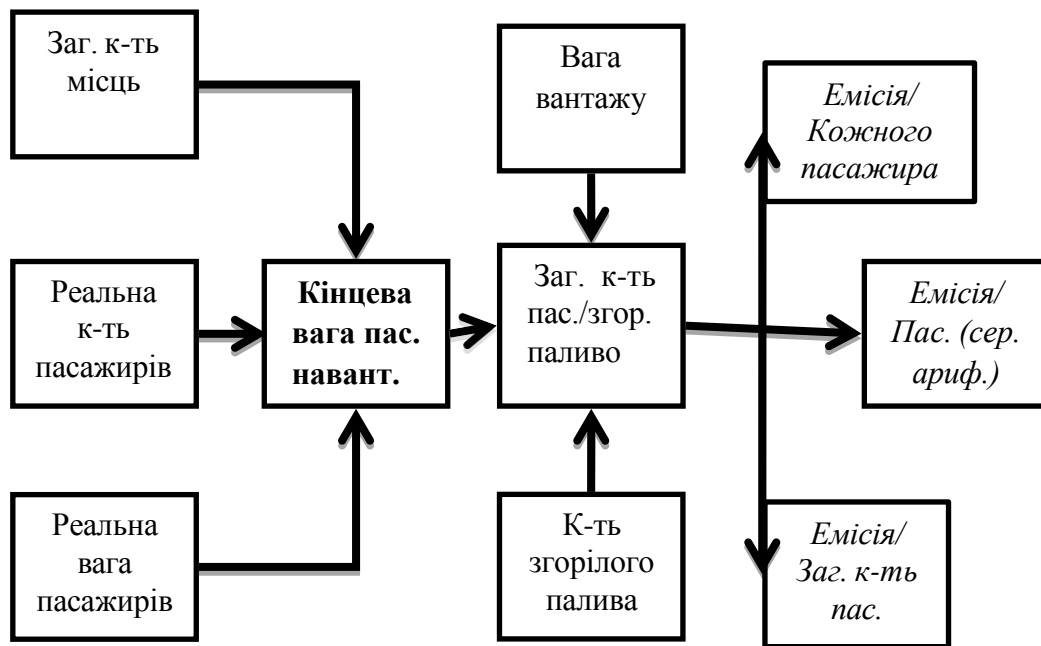 Заг. к-ть
місць
Вага
вантажу
Емісія/
Кожного
пасажира
Реальна
к-ть
пасажирів
Кінцева
вага пас.
навант.
Заг. к-ть
пас./згор.
паливо
Емісія/
Пас. (сер.
ариф.)
Реальна
вага
пасажирів
К-ть
згорілого
палива
Емісія/
Заг. к-ть
пас.